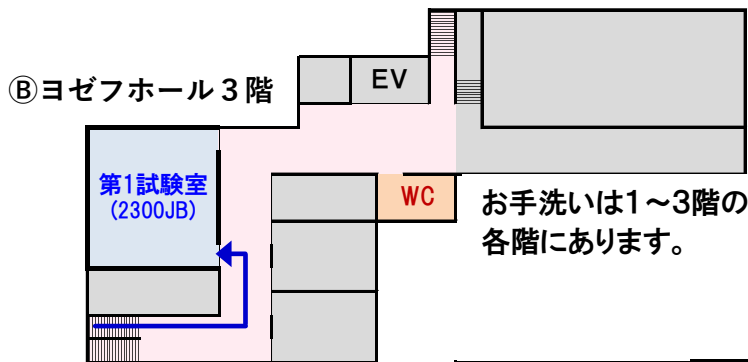 EV
Ⓑヨゼフホール3階
第1試験室
(2300JB)
WC
お手洗いは1～3階の
各階にあります。